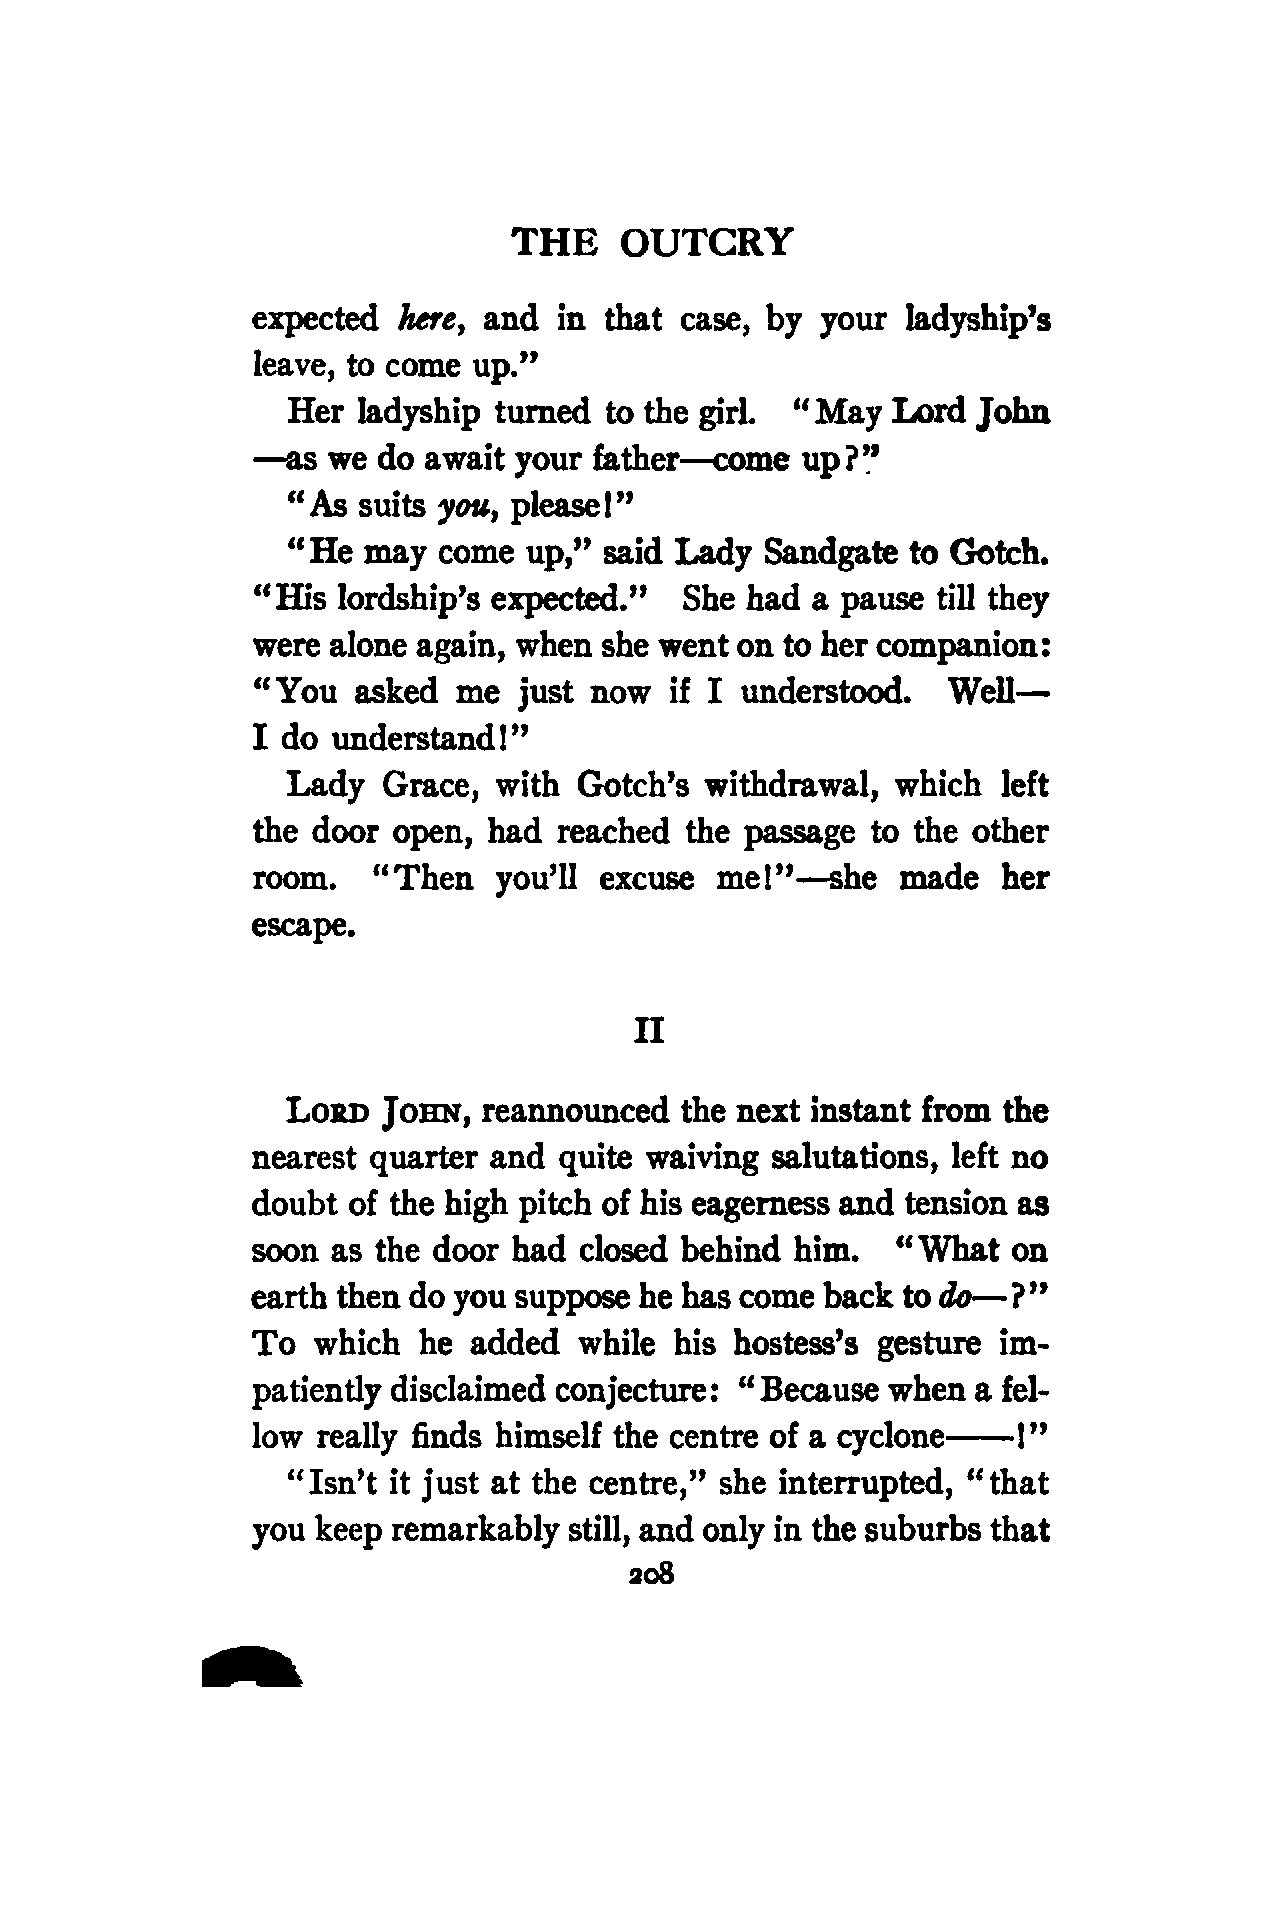 THE OUTCRY
expected here, and in that case, by your ladyship's
leave, to come up."
Her ladyship turned to the girl. "May Lord John
—as we do await your father—come up?"
"As suits you, please!"
"He may come up," said Lady Sandgate to Gotch.
"His lordship's expected." She had a pause till they
were alone again, when she went on to her companion:
"You asked me just now if I understood. Well—
I do understand!"
Lady Grace, with Gotch's withdrawal, which left
the door open, had reached the passage to the other
room. "Then you'll excuse me!"—she made her
escape.
II
LORD JOHN, reannounced the next instant from the
nearest quarter and quite waiving salutations, left no
doubt of the high pitch of his eagerness and tension as
soon as the door had closed behind him. "What on
earth then do you suppose he has come back to do—?"
To which he added while his hostess's gesture im-
patiently disclaimed conjecture: "Because when a fel-
low really finds himself the centre of a cyclone——!"
"Isn't it just at the centre," she interrupted, "that
you keep remarkably still, and only in the suburbs that
208